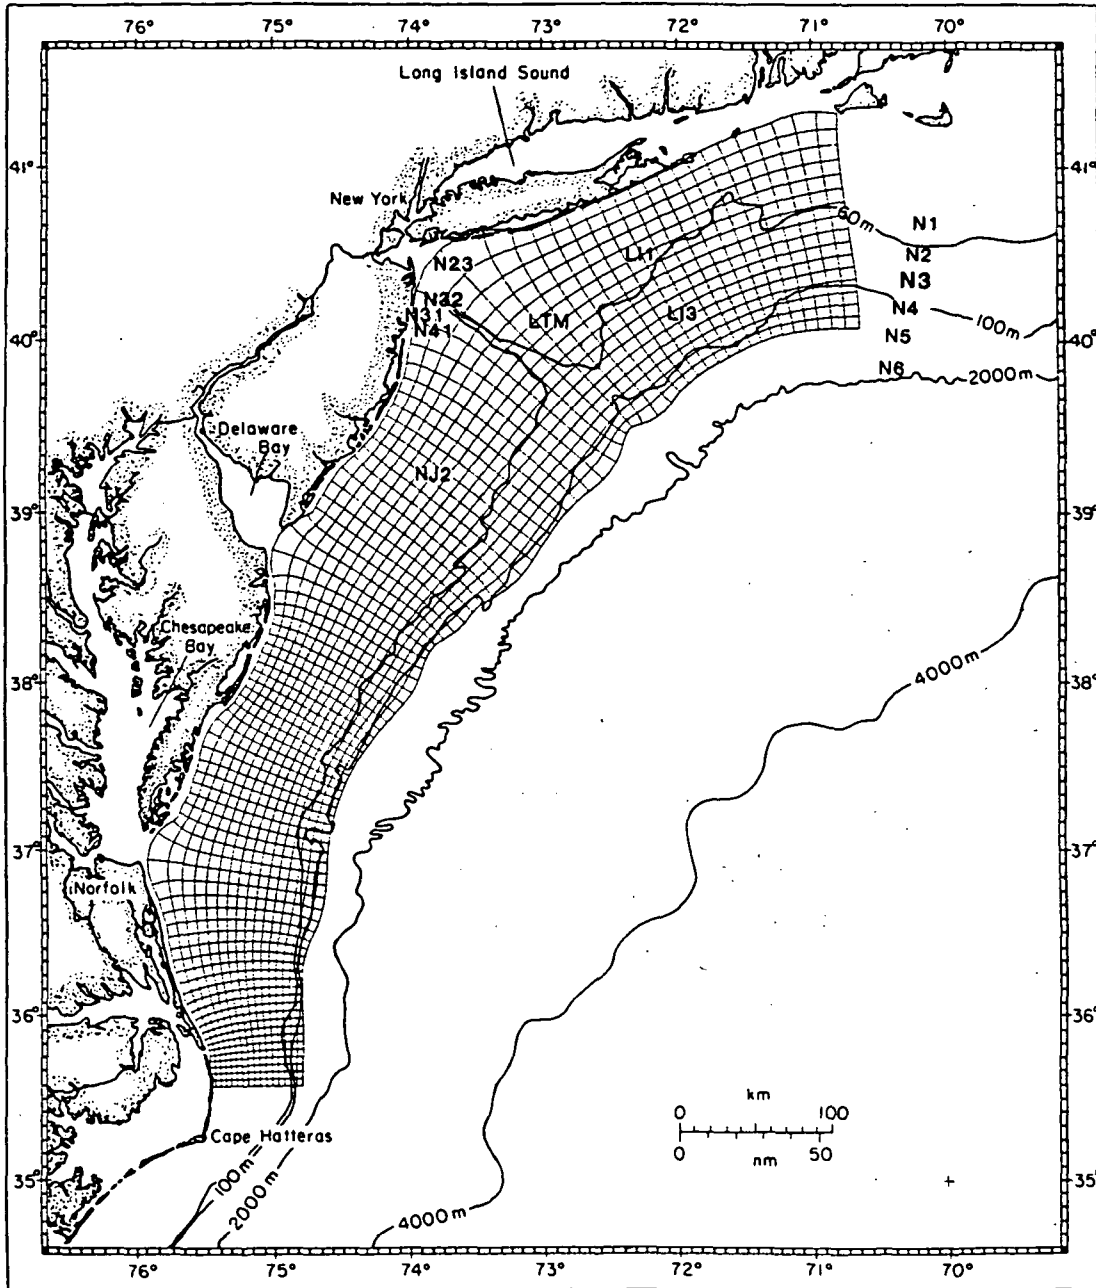 76° 75° 74° 73° 72° 71° 70°
Long Island Sound
41° 41°
New York
60m
N1
N2
N23
LI1
N3
N32
N31
LTM
LJ3
N4
N41
100m
40° 40°
N5
N6
2000m
Delaware
Bay
NJ2
39° 39°
Chesapeake
Bay
4000m
38° 38°
37° 37°
Norfolk
36° 36°
km
0 100
Cape Hatteras
0 50
nm
35° 35°
100m
2000m
4000m
76° 75° 74° 73° 72° 71° 70°